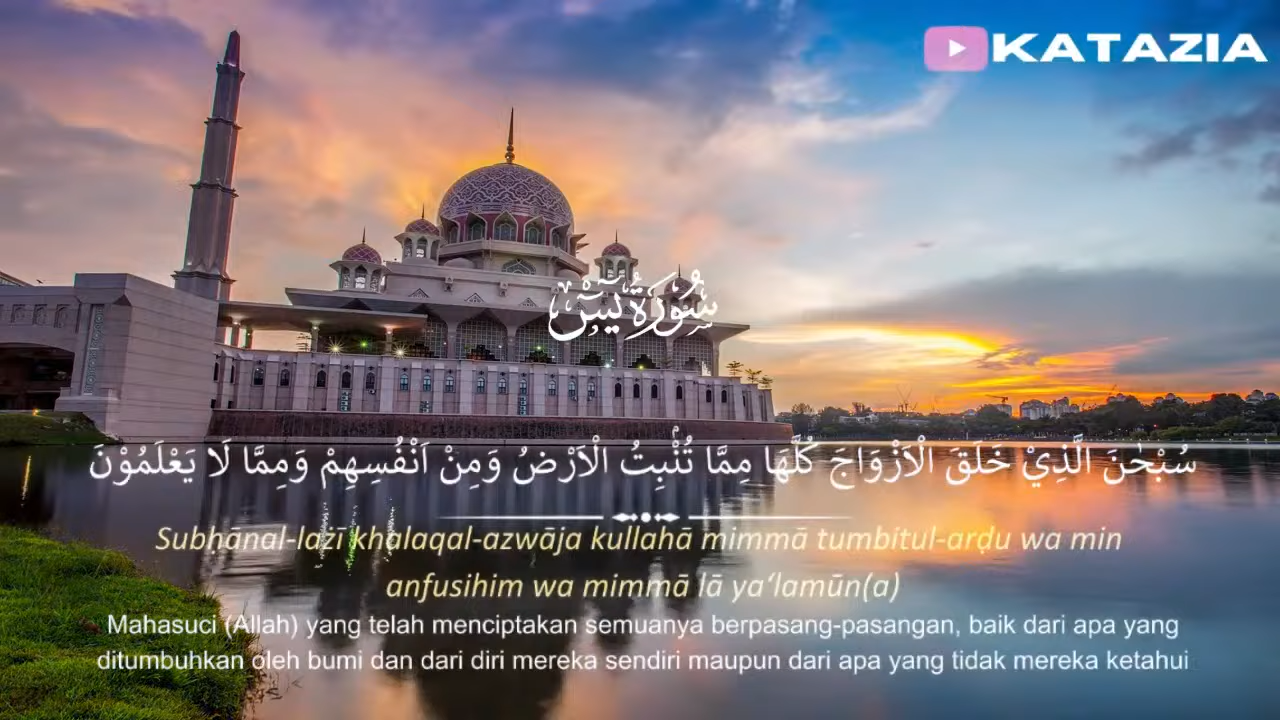 KATAZIA
سُوْرَةُ يٰسۤ
سُبْحٰنَ الَّذِيْ خَلَقَ الْاَزْوَاجَ كُلَّهَا مِمَّا تُنْۢبِتُ الْاَرْضُ وَمِنْ اَنْفُسِهِمْ وَمِمَّا لَا يَعْلَمُوْنَ
Subḥānal-lażī khalaqal-azwāja kullahā mimmā tumbitul-arḍu wa min
anfusihim wa mimmā lā ya‘lamūn(a)
Mahasuci (Allah) yang telah menciptakan semuanya berpasang-pasangan, baik dari apa yang
ditumbuhkan oleh bumi dan dari diri mereka sendiri maupun dari apa yang tidak mereka ketahui